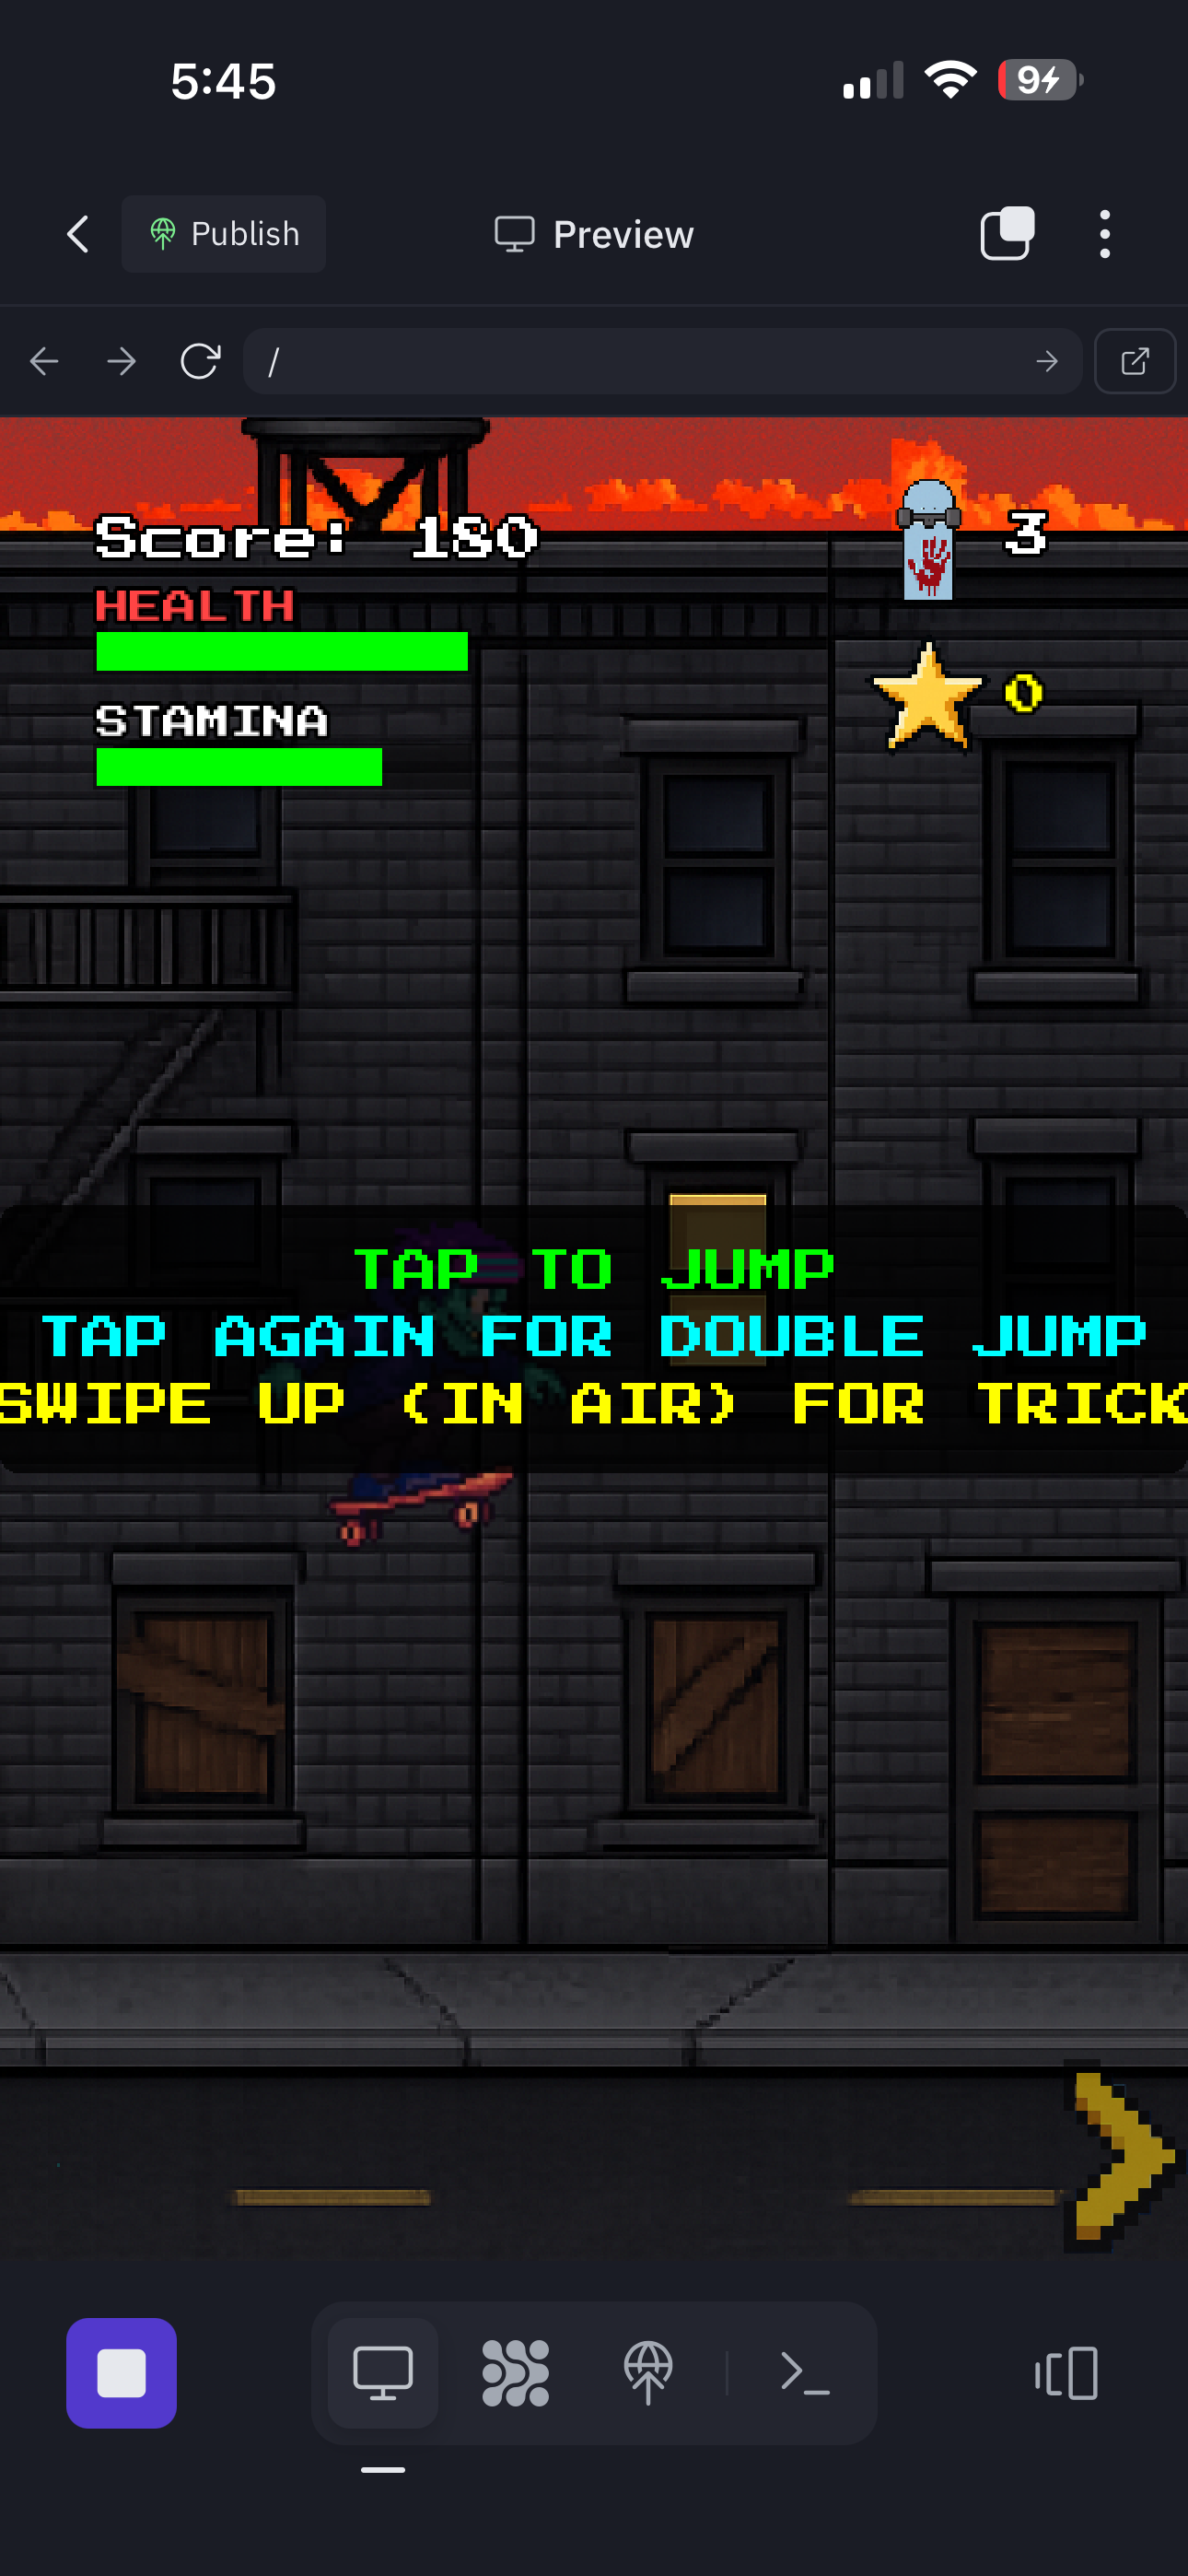 5:45
9
Publish
Preview
/
Score: 180
3
HEALTH
0
STAMINA
TAP TO JUMP
TAP AGAIN FOR DOUBLE JUMP
SWIPE UP (IN AIR) FOR TRICK